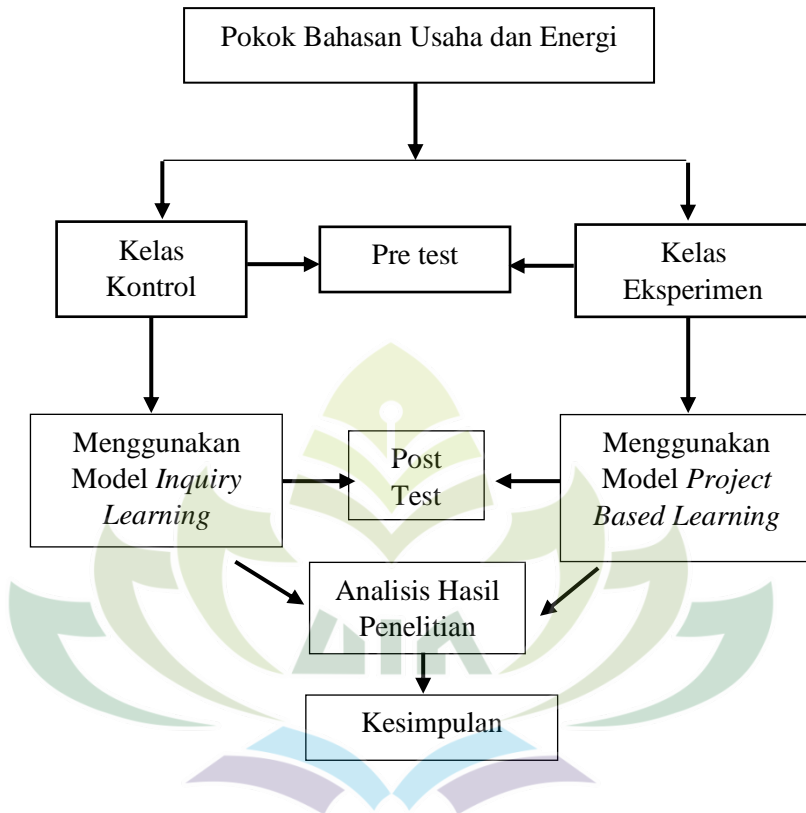 Pokok Bahasan Usaha dan Energi
Kelas
Kontrol
Pre test
Kelas
Eksperimen
Menggunakan
Model Inquiry
Learning
Post
Test
Menggunakan
Model Project
Based Learning
Analisis Hasil
Penelitian
Kesimpulan